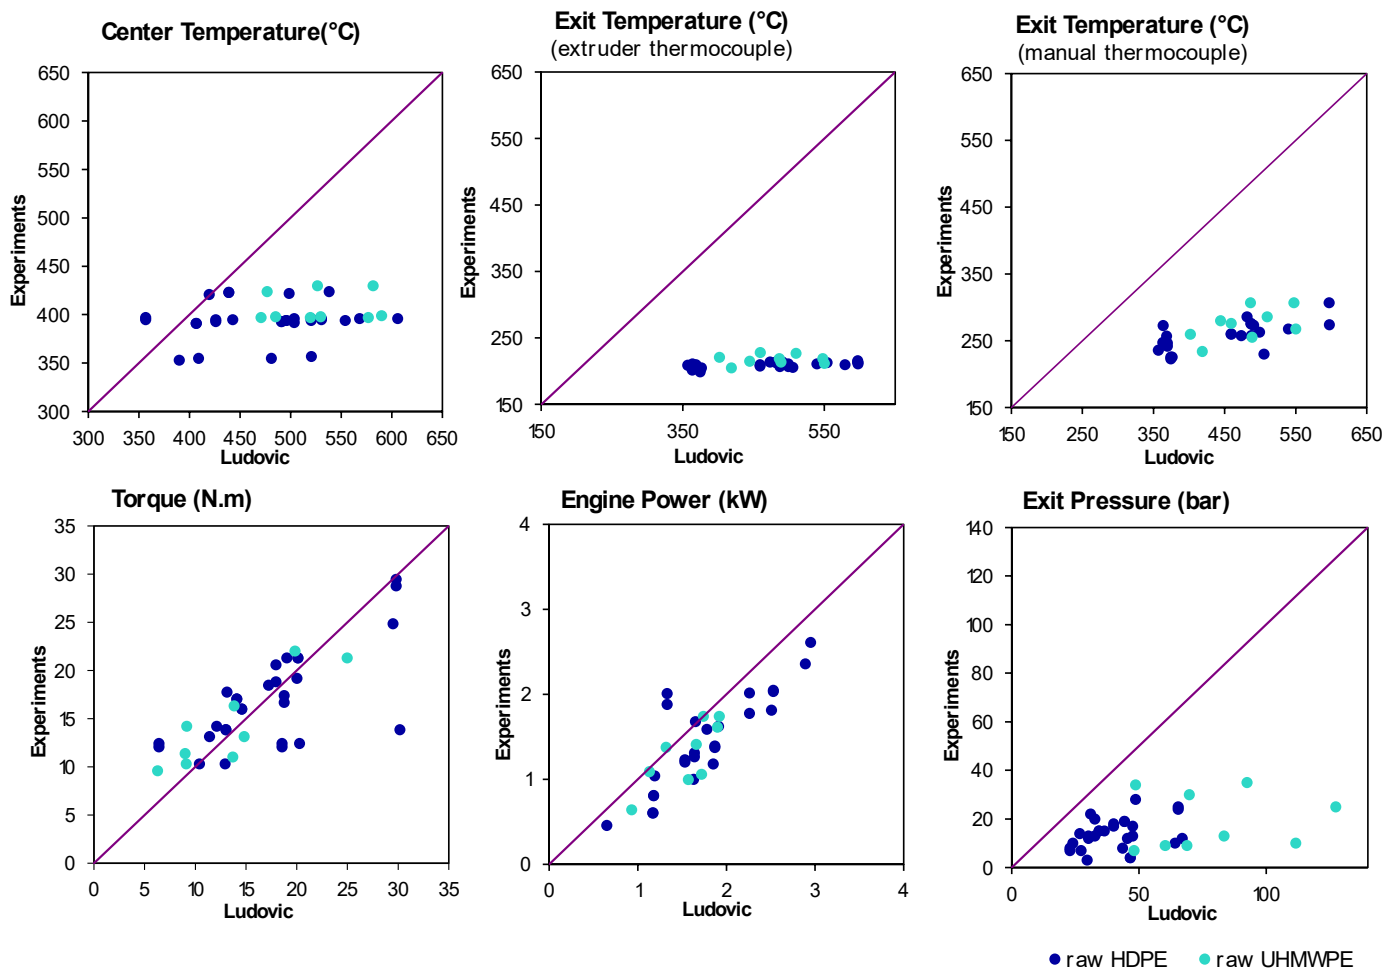 Center Temperature(°C)
650
600
550
500
450
400
350
300
300 350 400 450 500 550 600 650
Experiments
Ludovic
Exit Temperature (°C)
(extruder thermocouple)
650
550
450
350
250
150
150 350 550
Experiments
Ludovic
Exit Temperature (°C)
(manual thermocouple)
650
550
450
350
250
150
150 250 350 450 550 650
Experiments
Ludovic
Torque (N.m)
35
30
25
20
15
10
5
0
0 5 10 15 20 25 30 35
Experiments
Ludovic
Engine Power (kW)
4
3
2
1
0
0 1 2 3 4
Experiments
Ludovic
Exit Pressure (bar)
140
120
100
80
60
40
20
0
0 50 100
Experiments
Ludovic
raw HDPE raw UHMWPE